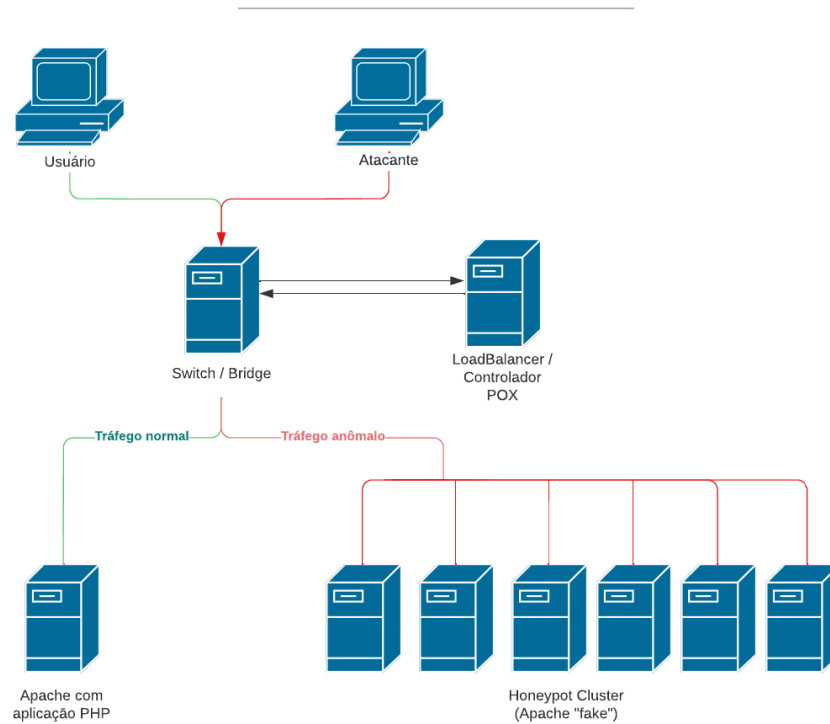 Usuário
Atacante
Switch / Bridge
LoadBalancer /
Controlador
POX
Tráfego normal
Tráfego anômalo
Apache com
aplicação PHP
Honeypot Cluster
(Apache "fake")